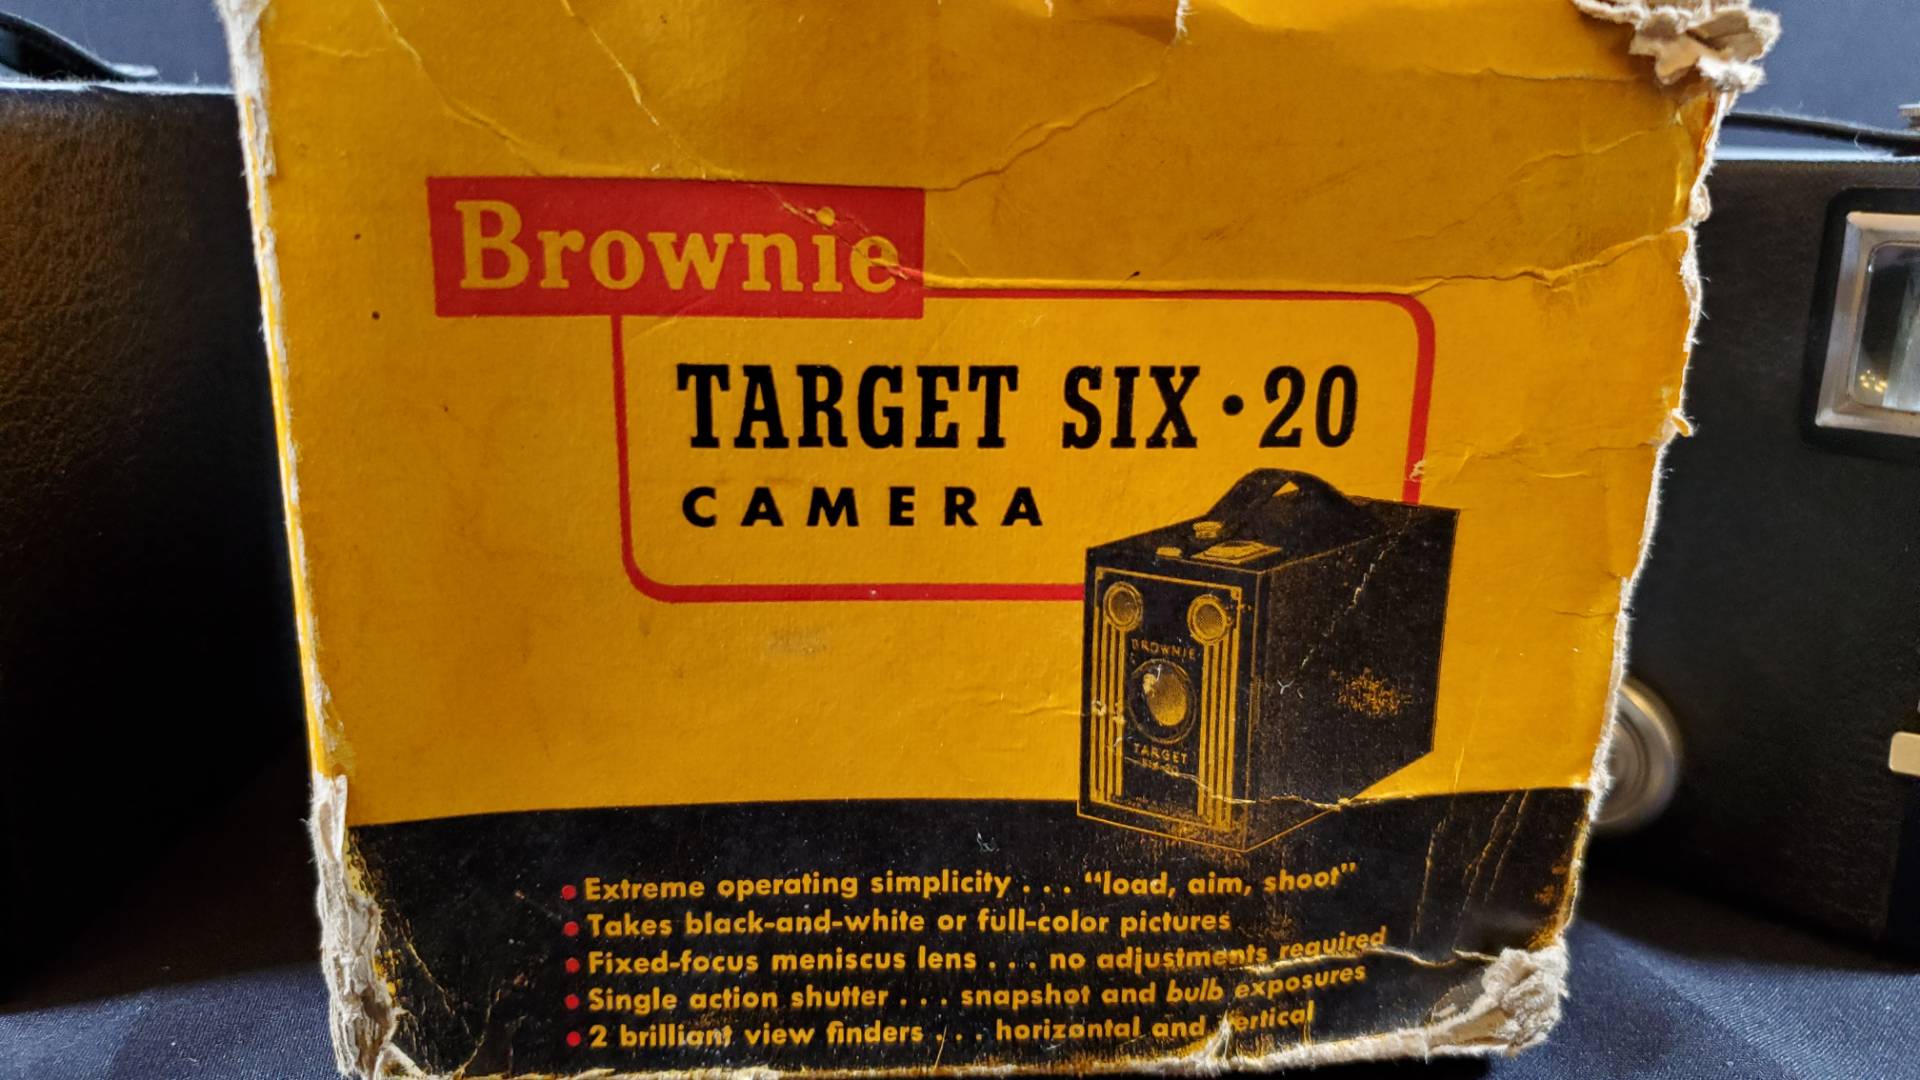 Brownie
TARGET SIX·20
CAMERA
BROWNIE
TARGET
SIX-20
• Extreme operating simplicity . . . “load, aim, shoot”
• Takes black-and-white or full-color pictures
• Fixed-focus meniscus lens . . . no adjustments required
• Single action shutter . . . snapshot and bulb exposures
• 2 brilliant view finders . . . horizontal and vertical